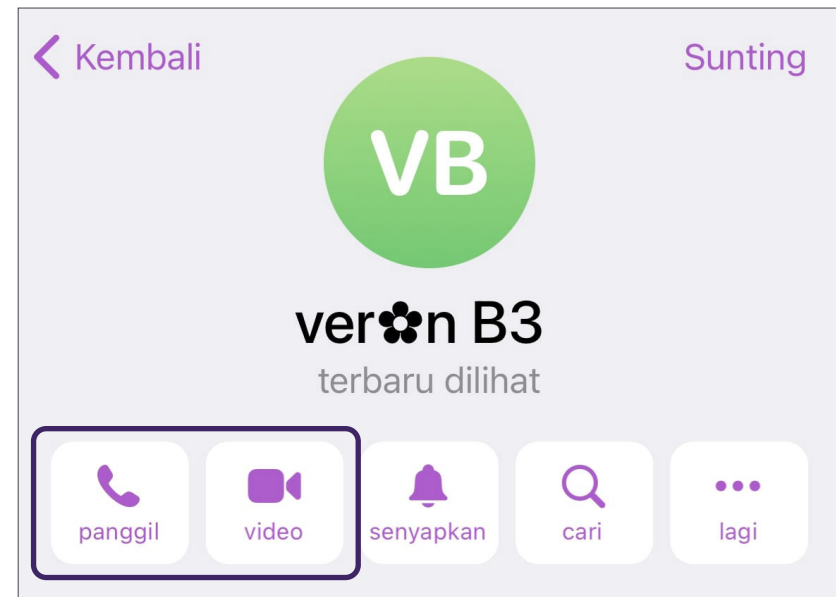 Kembali
Sunting
VB
ver✿n B3
terbaru dilihat
panggil video senyapkan cari lagi